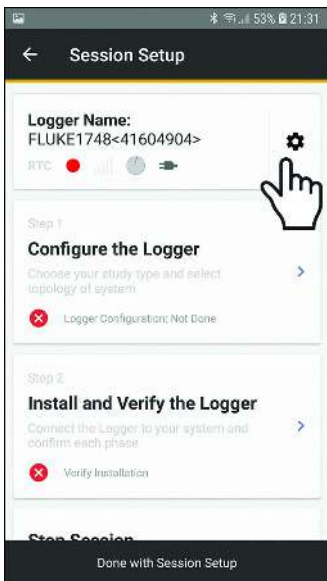 53% 21:31
Session Setup
Logger Name:
FLUKE1748<41604904>
RTC
Step 1
Configure the Logger
Choose your study type and select
topology of system
Logger Configuration: Not Done
Step 2
Install and Verify the Logger
Connect the Logger to your system and
confirm each phase
Verify Installation
Stop Session
Done with Session Setup